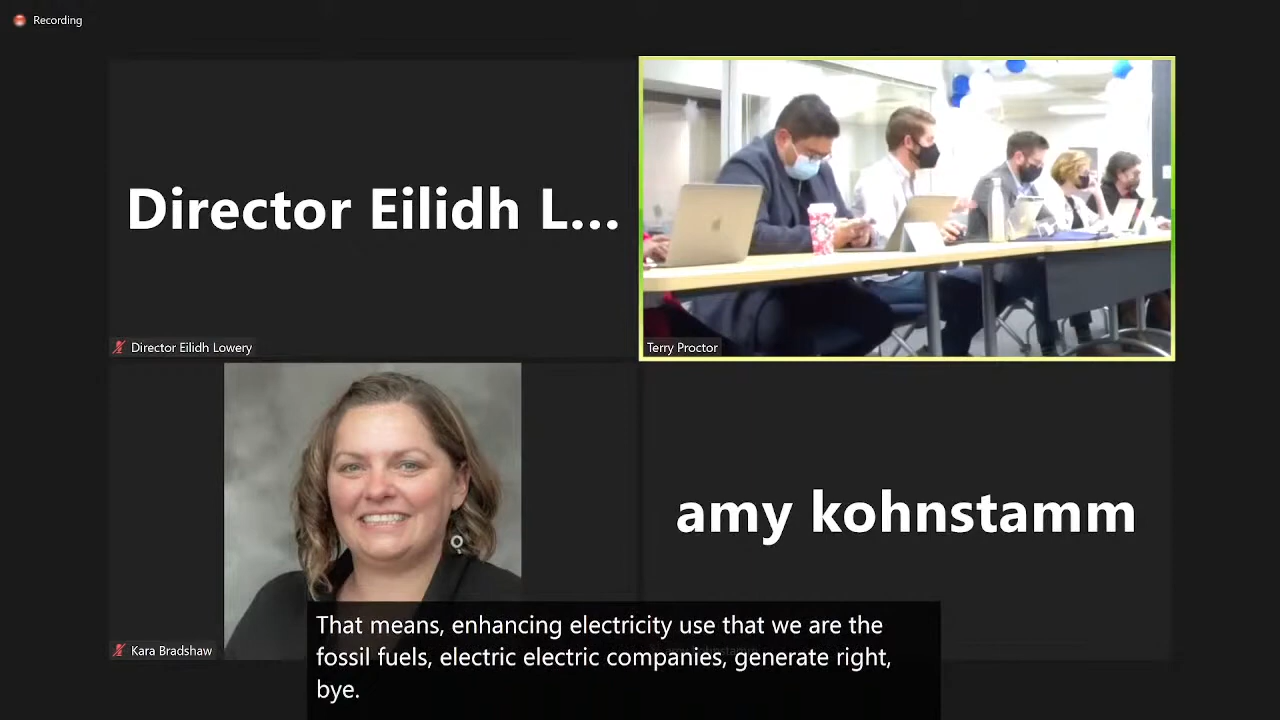 Recording
Director Eilidh L...
Director Eilidh Lowery
Terry Proctor
amy kohnstamm
Kara Bradshaw
That means, enhancing electricity use that we are the
fossil fuels, electric electric companies, generate right,
bye.